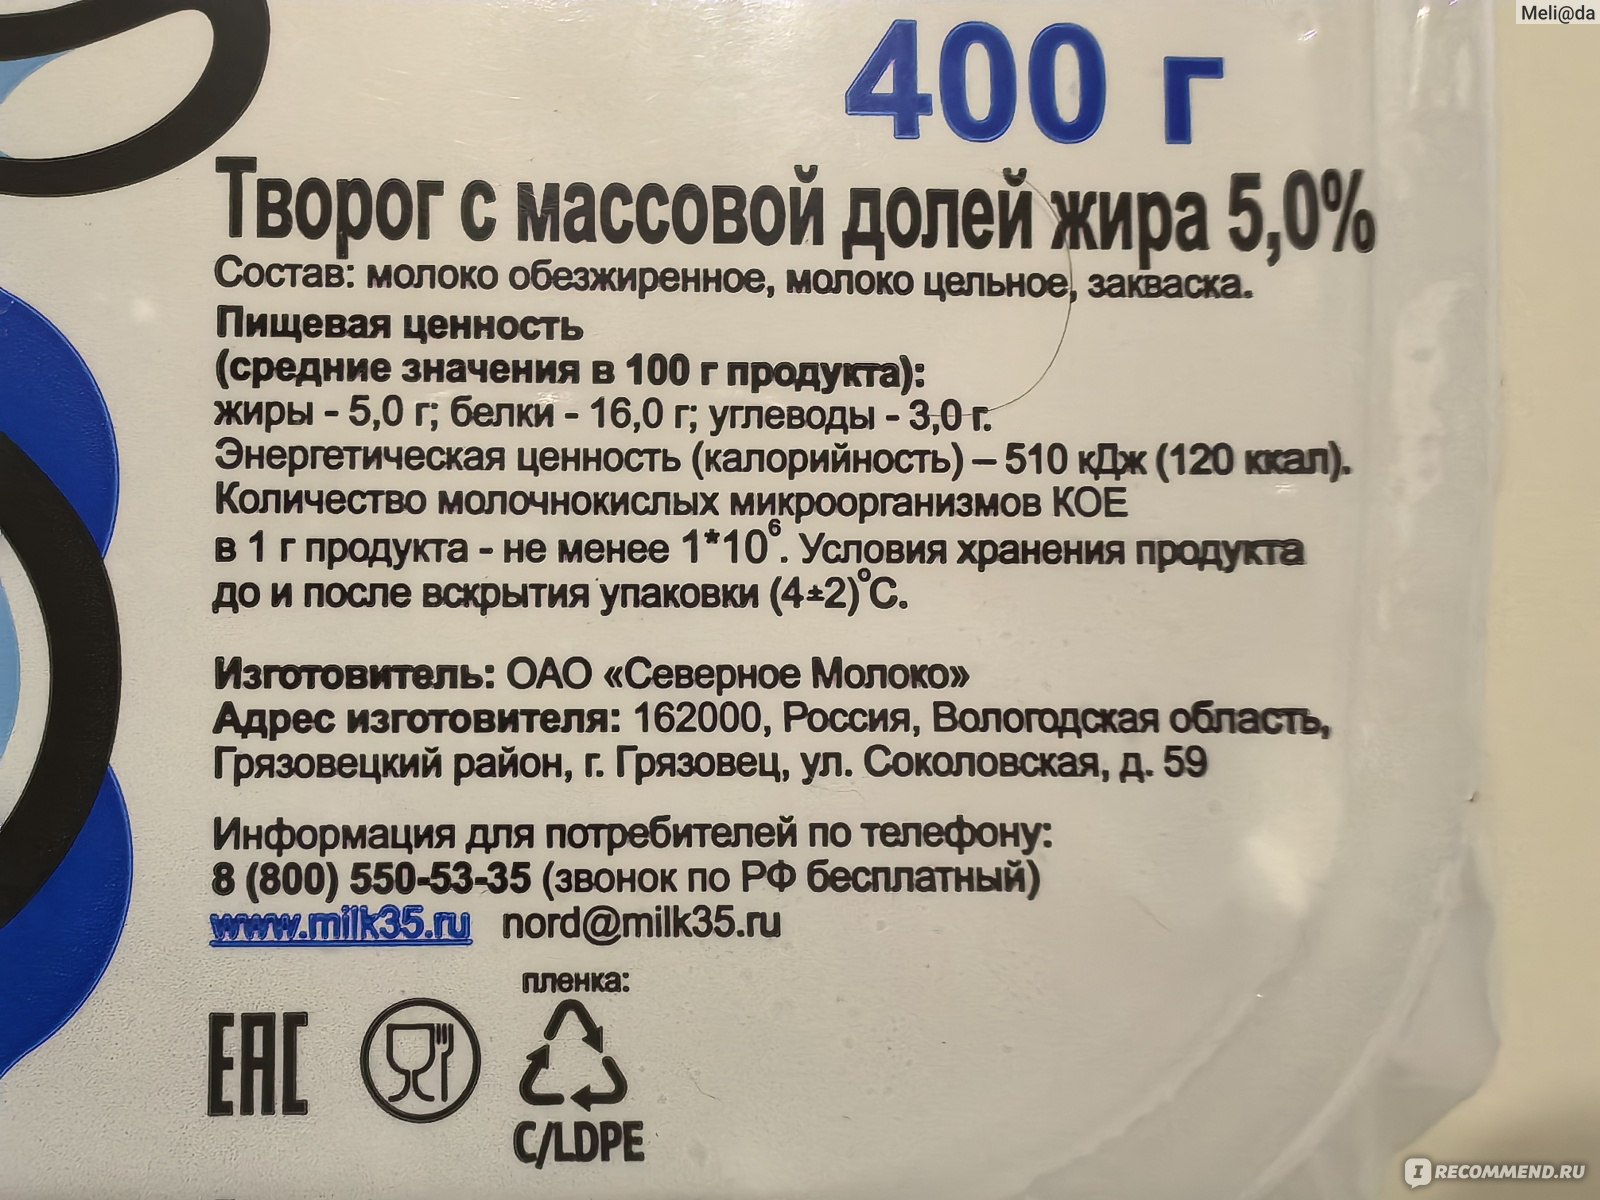 Meli@da
400 г
Творог с массовой долей жира 5,0%
Состав: молоко обезжиренное, молоко цельное, закваска.
Пищевая ценность
(средние значения в 100 г продукта):
жиры - 5,0 г; белки - 16,0 г; углеводы - 3,0 г.
Энергетическая ценность (калорийность) – 510 кДж (120 ккал).
Количество молочнокислых микроорганизмов КОЕ
в 1 г продукта - не менее 1*10⁶. Условия хранения продукта
до и после вскрытия упаковки (4±2)°С.
Изготовитель: ОАО «Северное Молоко»
Адрес изготовителя: 162000, Россия, Вологодская область,
Грязовецкий район, г. Грязовец, ул. Соколовская, д. 59
Информация для потребителей по телефону:
8 (800) 550-53-35 (звонок по РФ бесплатный)
www.milk35.ru nord@milk35.ru
пленка:
EAC
C/LDPE
IRECOMMEND.RU